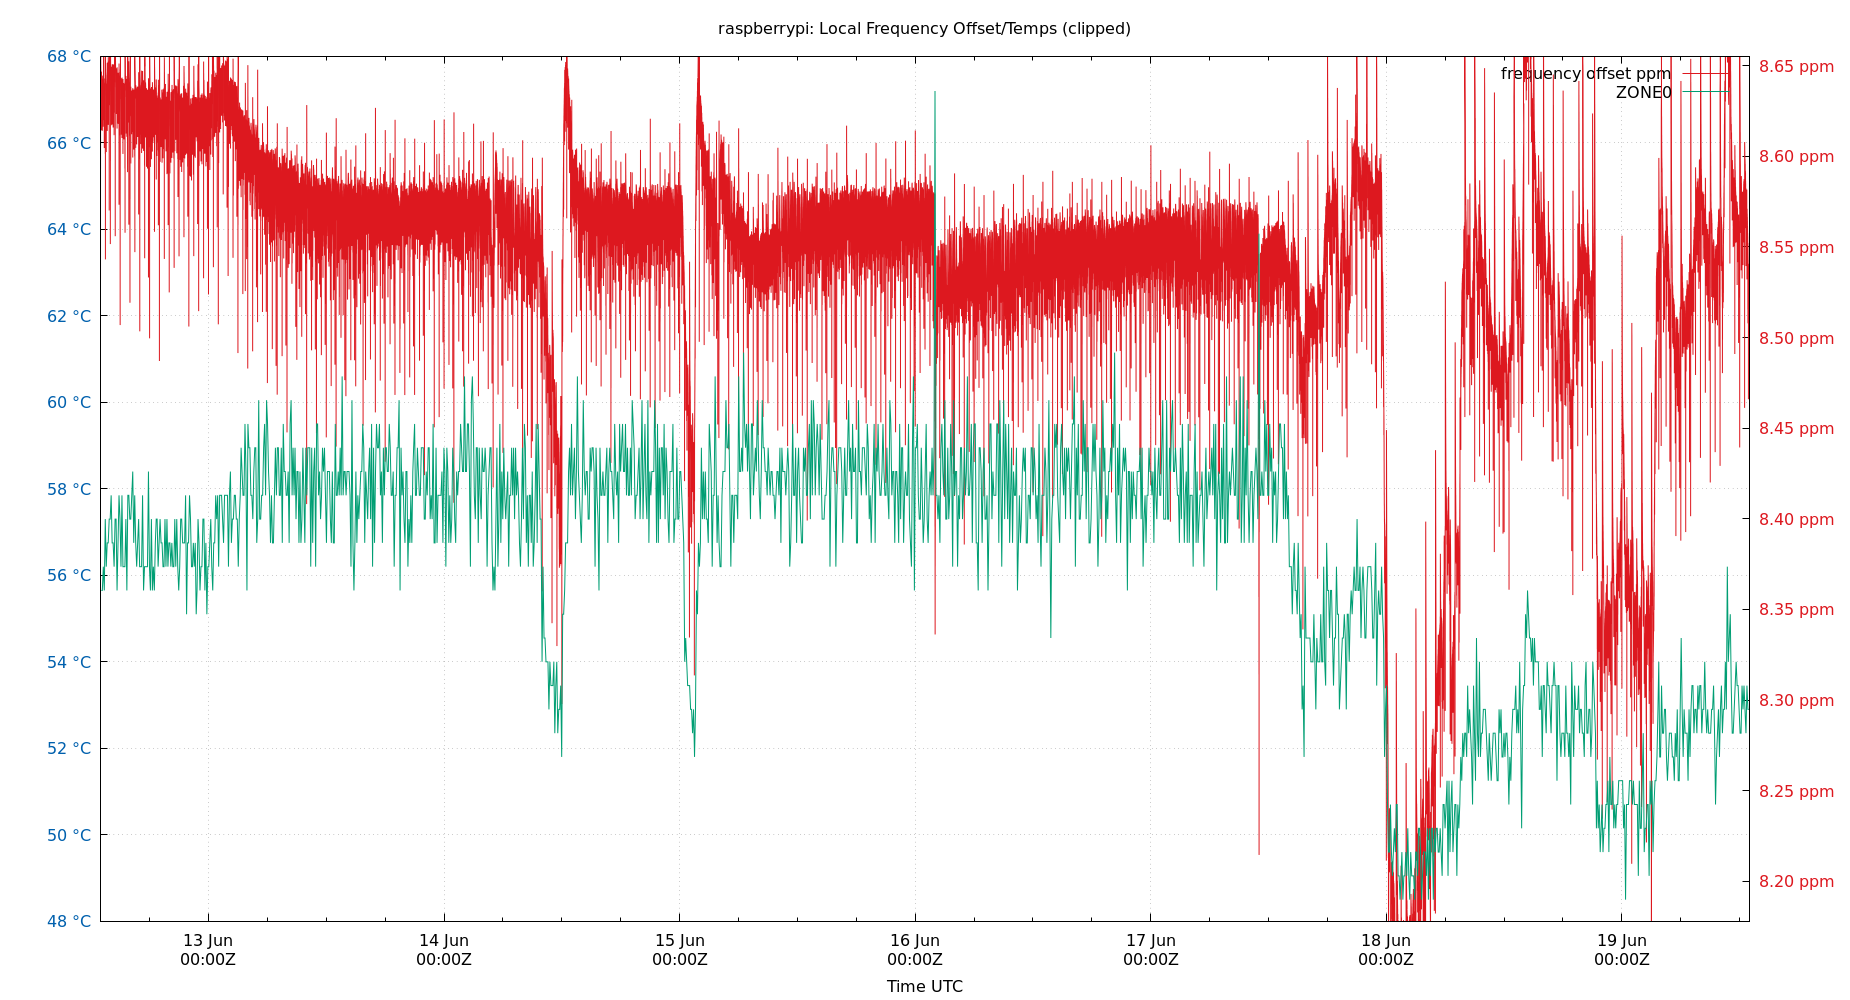 raspberrypi: Local Frequency Offset/Temps (clipped)
68 °C
66 °C
64 °C
62 °C
60 °C
58 °C
56 °C
54 °C
52 °C
50 °C
48 °C
frequency offset ppm
ZONE0
8.65 ppm
8.60 ppm
8.55 ppm
8.50 ppm
8.45 ppm
8.40 ppm
8.35 ppm
8.30 ppm
8.25 ppm
8.20 ppm
13 Jun 14 Jun 15 Jun 16 Jun 17 Jun 18 Jun 19 Jun
00:00Z 00:00Z 00:00Z 00:00Z 00:00Z 00:00Z 00:00Z
Time UTC